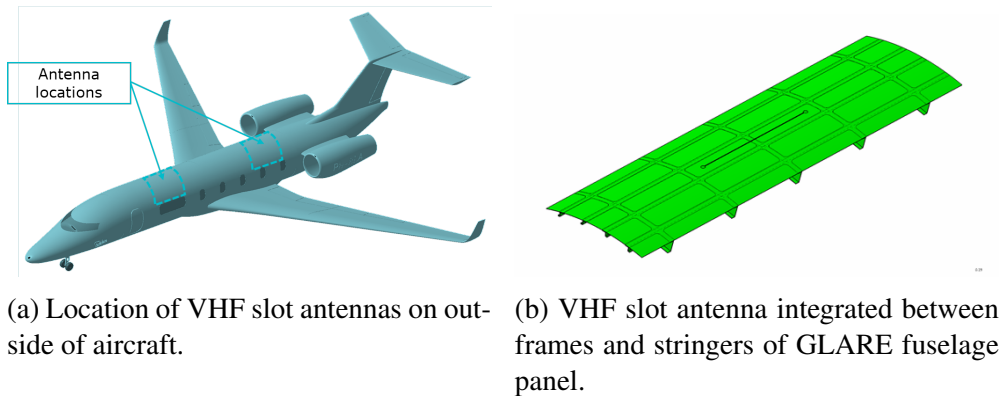 Antenna
locations
(a) Location of VHF slot antennas on out-
side of aircraft.
(b) VHF slot antenna integrated between
frames and stringers of GLARE fuselage
panel.